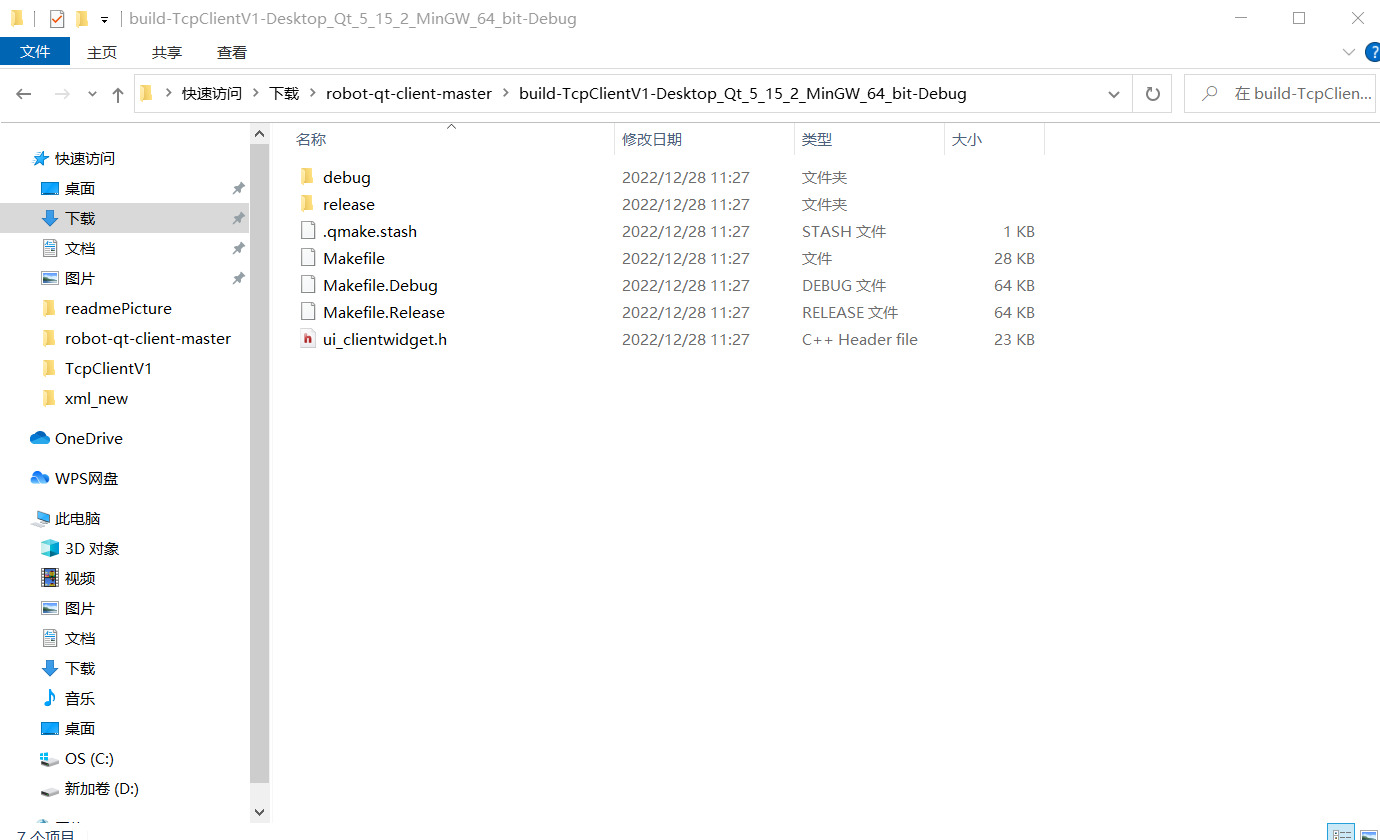 build-TcpClientV1-Desktop_Qt_5_15_2_MinGW_64_bit-Debug
文件 主页 共享 查看
快速访问 下载 robot-qt-client-master build-TcpClientV1-Desktop_Qt_5_15_2_MinGW_64_bit-Debug 在 build-TcpClien...
名称 修改日期 类型 大小
快速访问
桌面
下载
文档
图片
readmePicture
robot-qt-client-master
TcpClientV1
xml_new
OneDrive
WPS网盘
此电脑
3D 对象
视频
图片
文档
下载
音乐
桌面
OS (C:)
新加卷 (D:)
debug 2022/12/28 11:27 文件夹
release 2022/12/28 11:27 文件夹
.qmake.stash 2022/12/28 11:27 STASH 文件 1 KB
Makefile 2022/12/28 11:27 文件 28 KB
Makefile.Debug 2022/12/28 11:27 DEBUG 文件 64 KB
Makefile.Release 2022/12/28 11:27 RELEASE 文件 64 KB
ui_clientwidget.h 2022/12/28 11:27 C++ Header file 23 KB
7 个项目